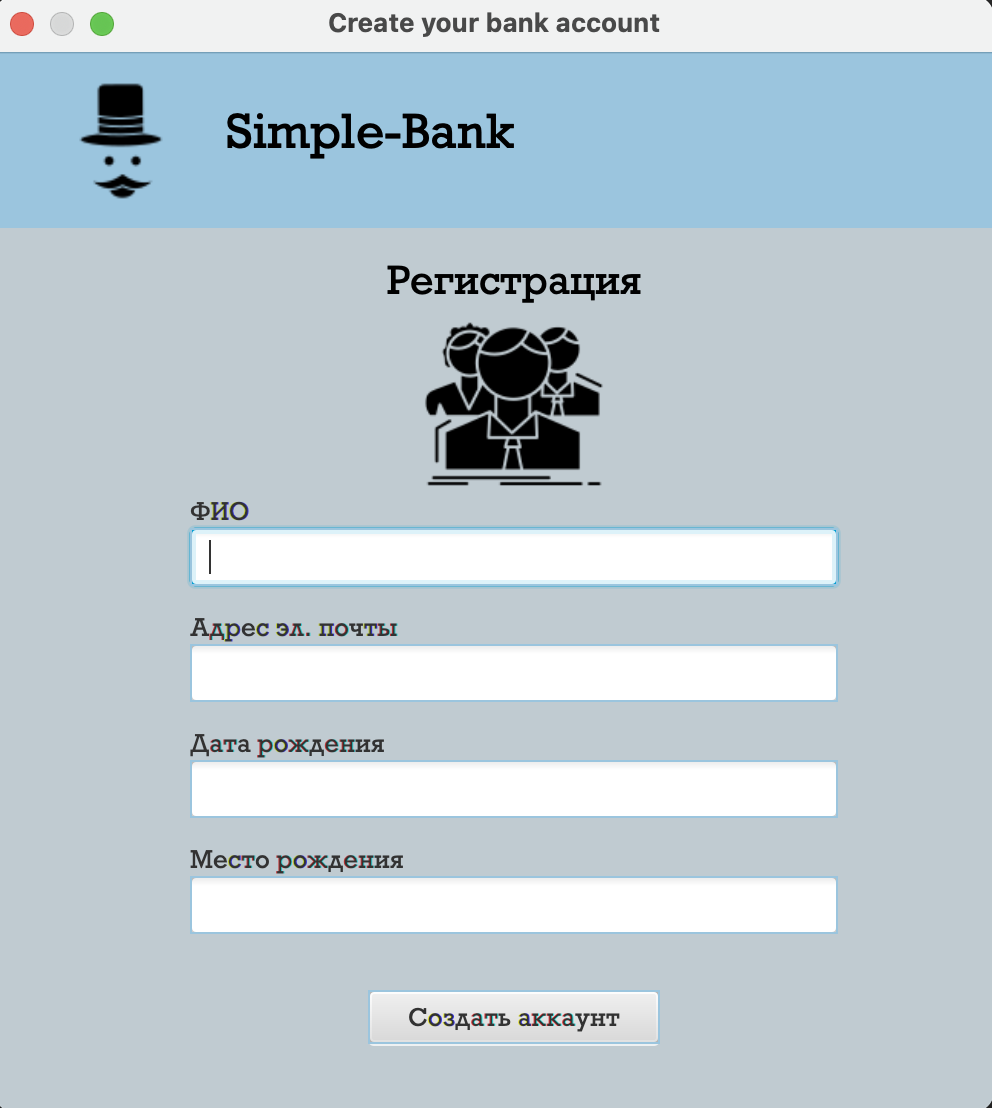 Create your bank account
Simple-Bank
Регистрация
ФИО
Адрес эл. почты
Дата рождения
Место рождения
Создать аккаунт